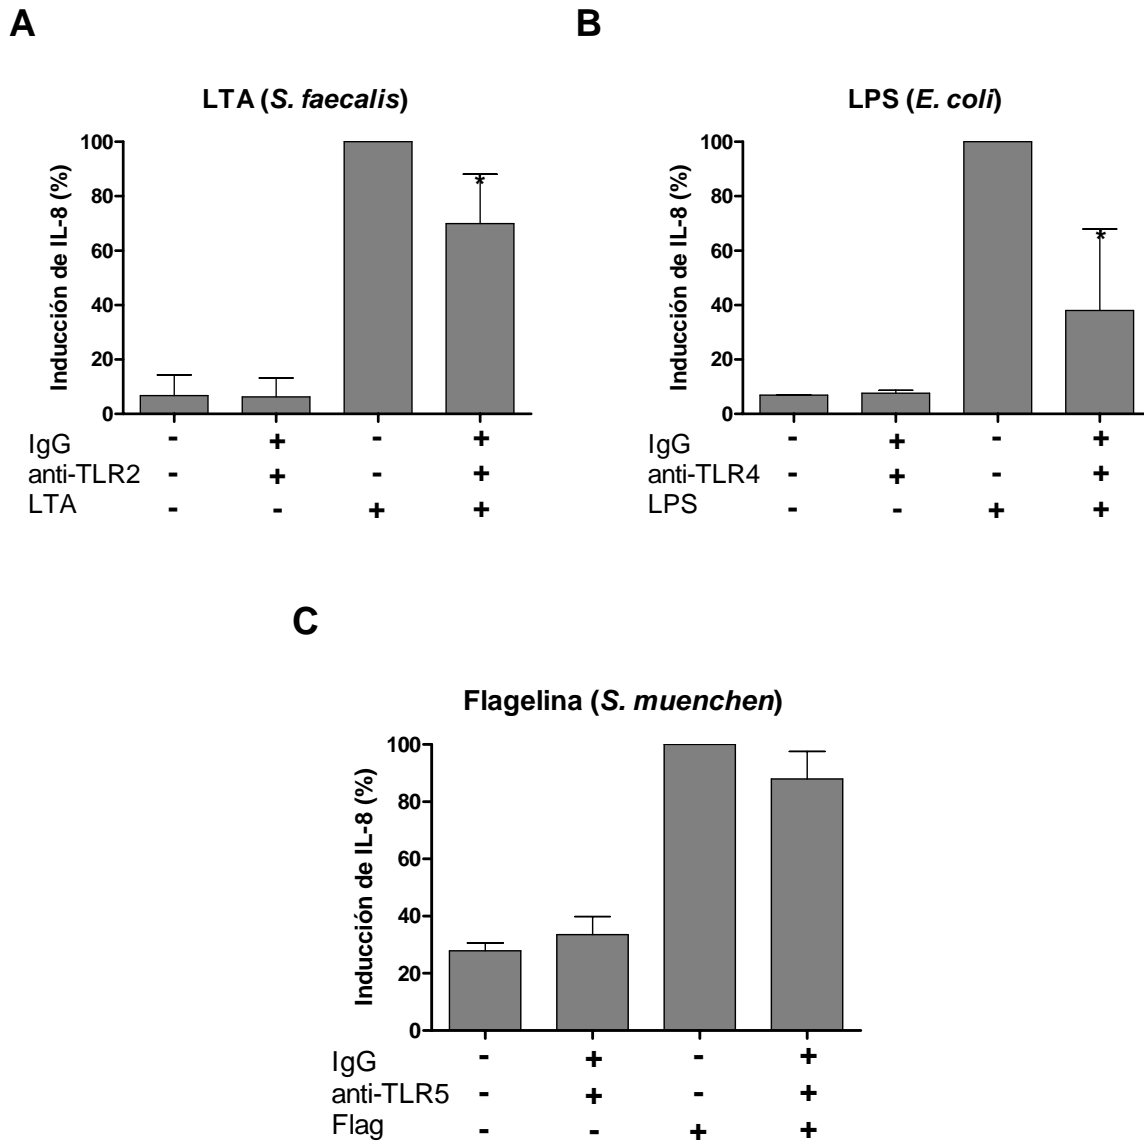 A
B
LTA (S. faecalis)
LPS (E. coli)
Inducción de IL-8 (%)
100
80
60
40
20
0
*
IgG - + - +
anti-TLR2 - + - +
LTA - - + +
Inducción de IL-8 (%)
100
80
60
40
20
0
*
IgG - + - +
anti-TLR4 - + - +
LPS - - + +
C
Flagelina (S. muenchen)
Inducción de IL-8 (%)
100
80
60
40
20
0
IgG - + - +
anti-TLR5 - + - +
Flag - - + +